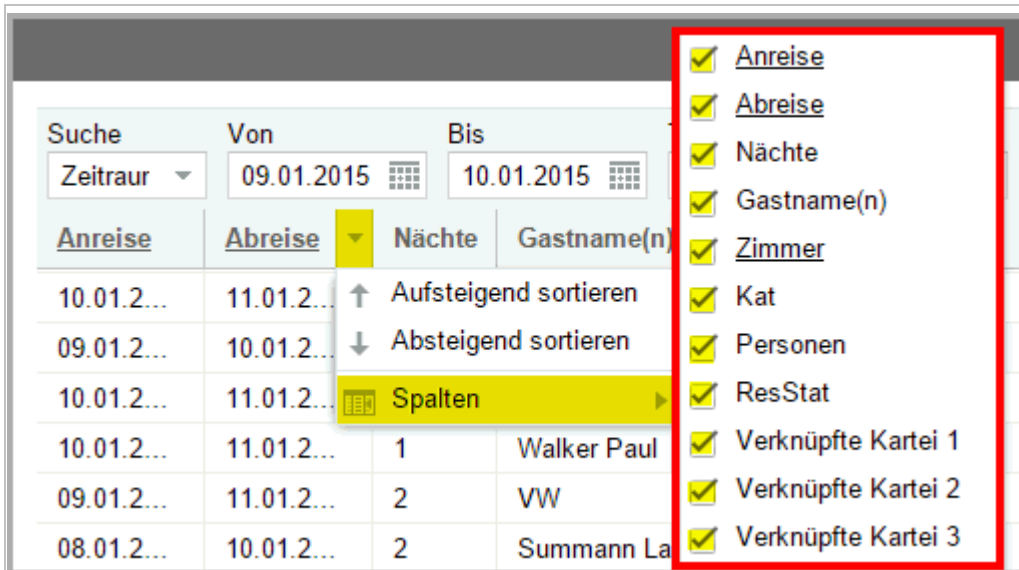 Suche Von Bis
Zeitraur 09.01.2015 10.01.2015
Anreise Abreise Nächte Gastname(n)
10.01.2... 11.01.2...
09.01.2... 10.01.2...
10.01.2... 11.01.2...
10.01.2... 11.01.2... 1 Walker Paul
09.01.2... 11.01.2... 2 VW
08.01.2... 10.01.2... 2 Summann La
Aufsteigend sortieren
Absteigend sortieren
Spalten
Anreise
Abreise
Nächte
Gastname(n)
Zimmer
Kat
Personen
ResStat
Verknüpfte Kartei 1
Verknüpfte Kartei 2
Verknüpfte Kartei 3